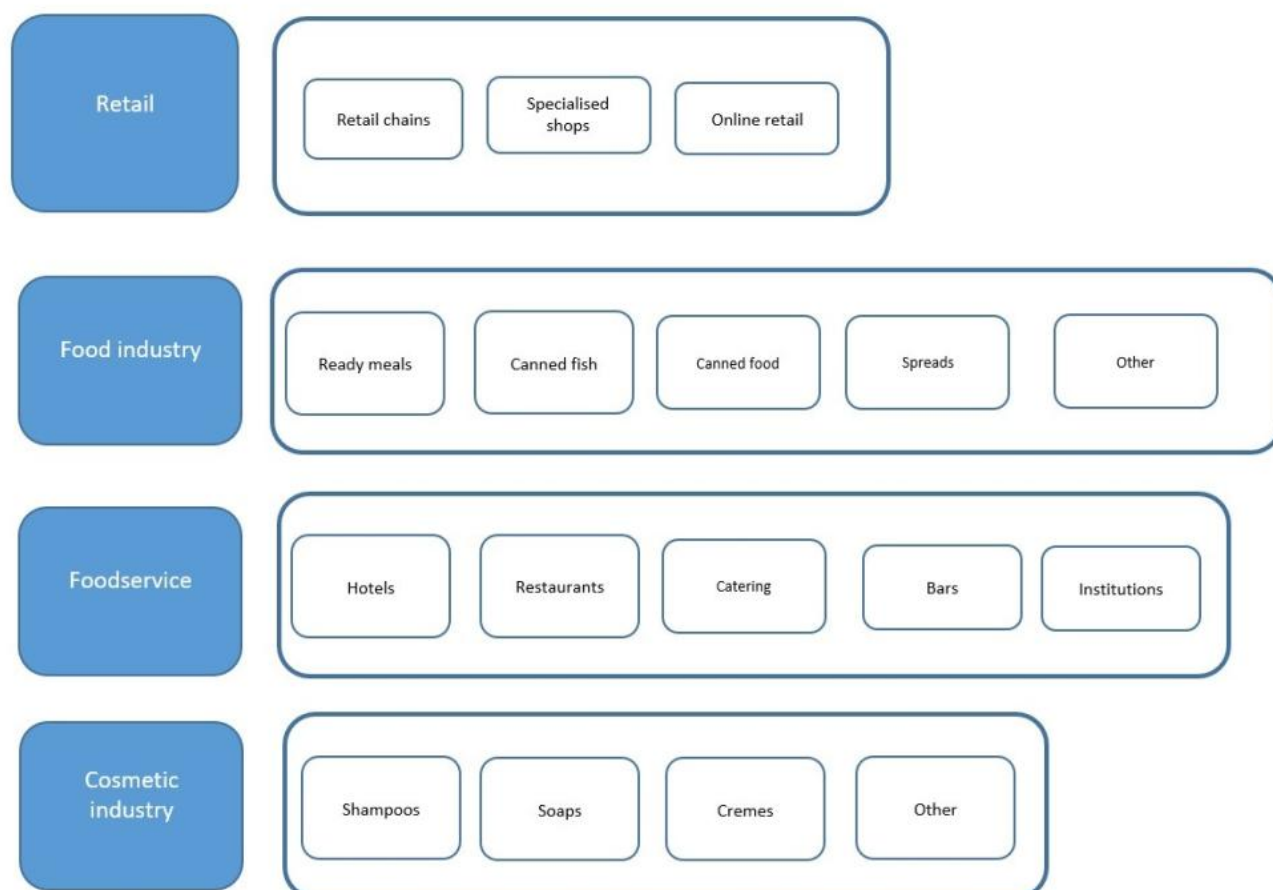 Retail
Retail chains
Specialised
shops
Online retail
Food industry
Ready meals
Canned fish
Canned food
Spreads
Other
Foodservice
Hotels
Restaurants
Catering
Bars
Institutions
Cosmetic
industry
Shampoos
Soaps
Cremes
Other